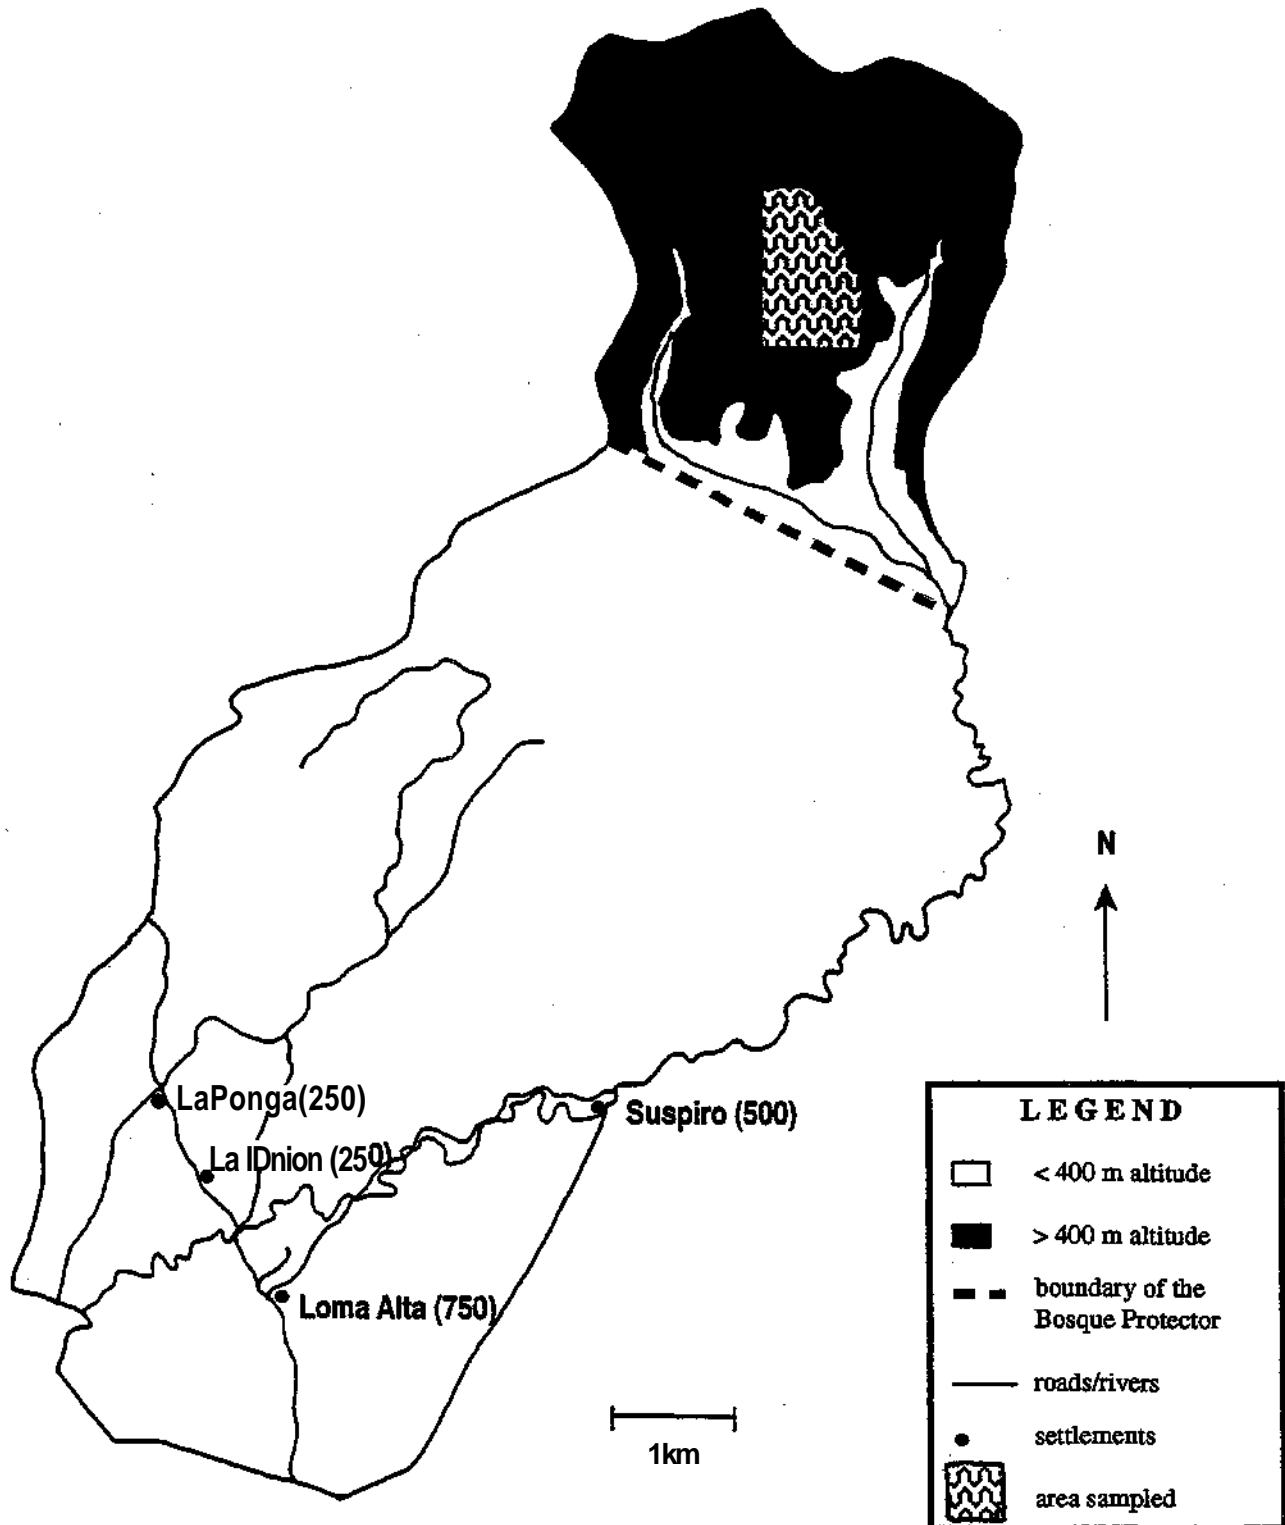 N
LaPonga(250)
Suspiro (500)
La IDnion (250)
Loma Alta (750)
1km
LEGEND
< 400 m altitude
> 400 m altitude
boundary of the
Bosque Protector
roads/rivers
settlements
area sampled